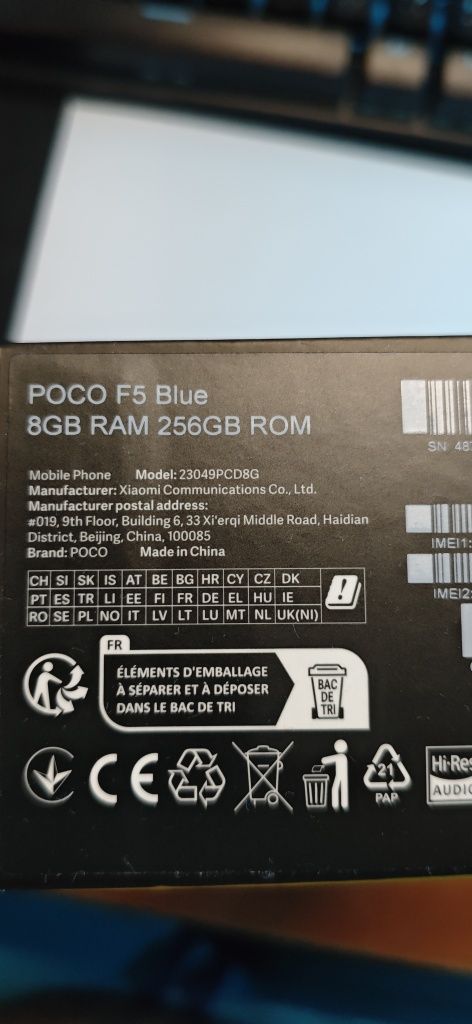 POCO F5 Blue
8GB RAM 256GB ROM
Mobile Phone Model: 23049PCD8G
Manufacturer: Xiaomi Communications Co., Ltd.
Manufacturer postal address:
#019, 9th Floor, Building 6, 33 Xi'erqi Middle Road, Haidian
District, Beijing, China, 100085
Brand: POCO Made in China
SN 487
IMEI1:
IMEI2:
CH SI SK IS AT BE BG HR CY CZ DK
PT ES TR LI EE FI FR DE EL HU IE
RO SE PL NO IT LV LT LU MT NL UK(NI)
FR
ÉLÉMENTS D'EMBALLAGE
À SÉPARER ET À DÉPOSER
DANS LE BAC DE TRI
BAC
DE
TRI
CE
21
PAP
Hi-Res
AUDIO